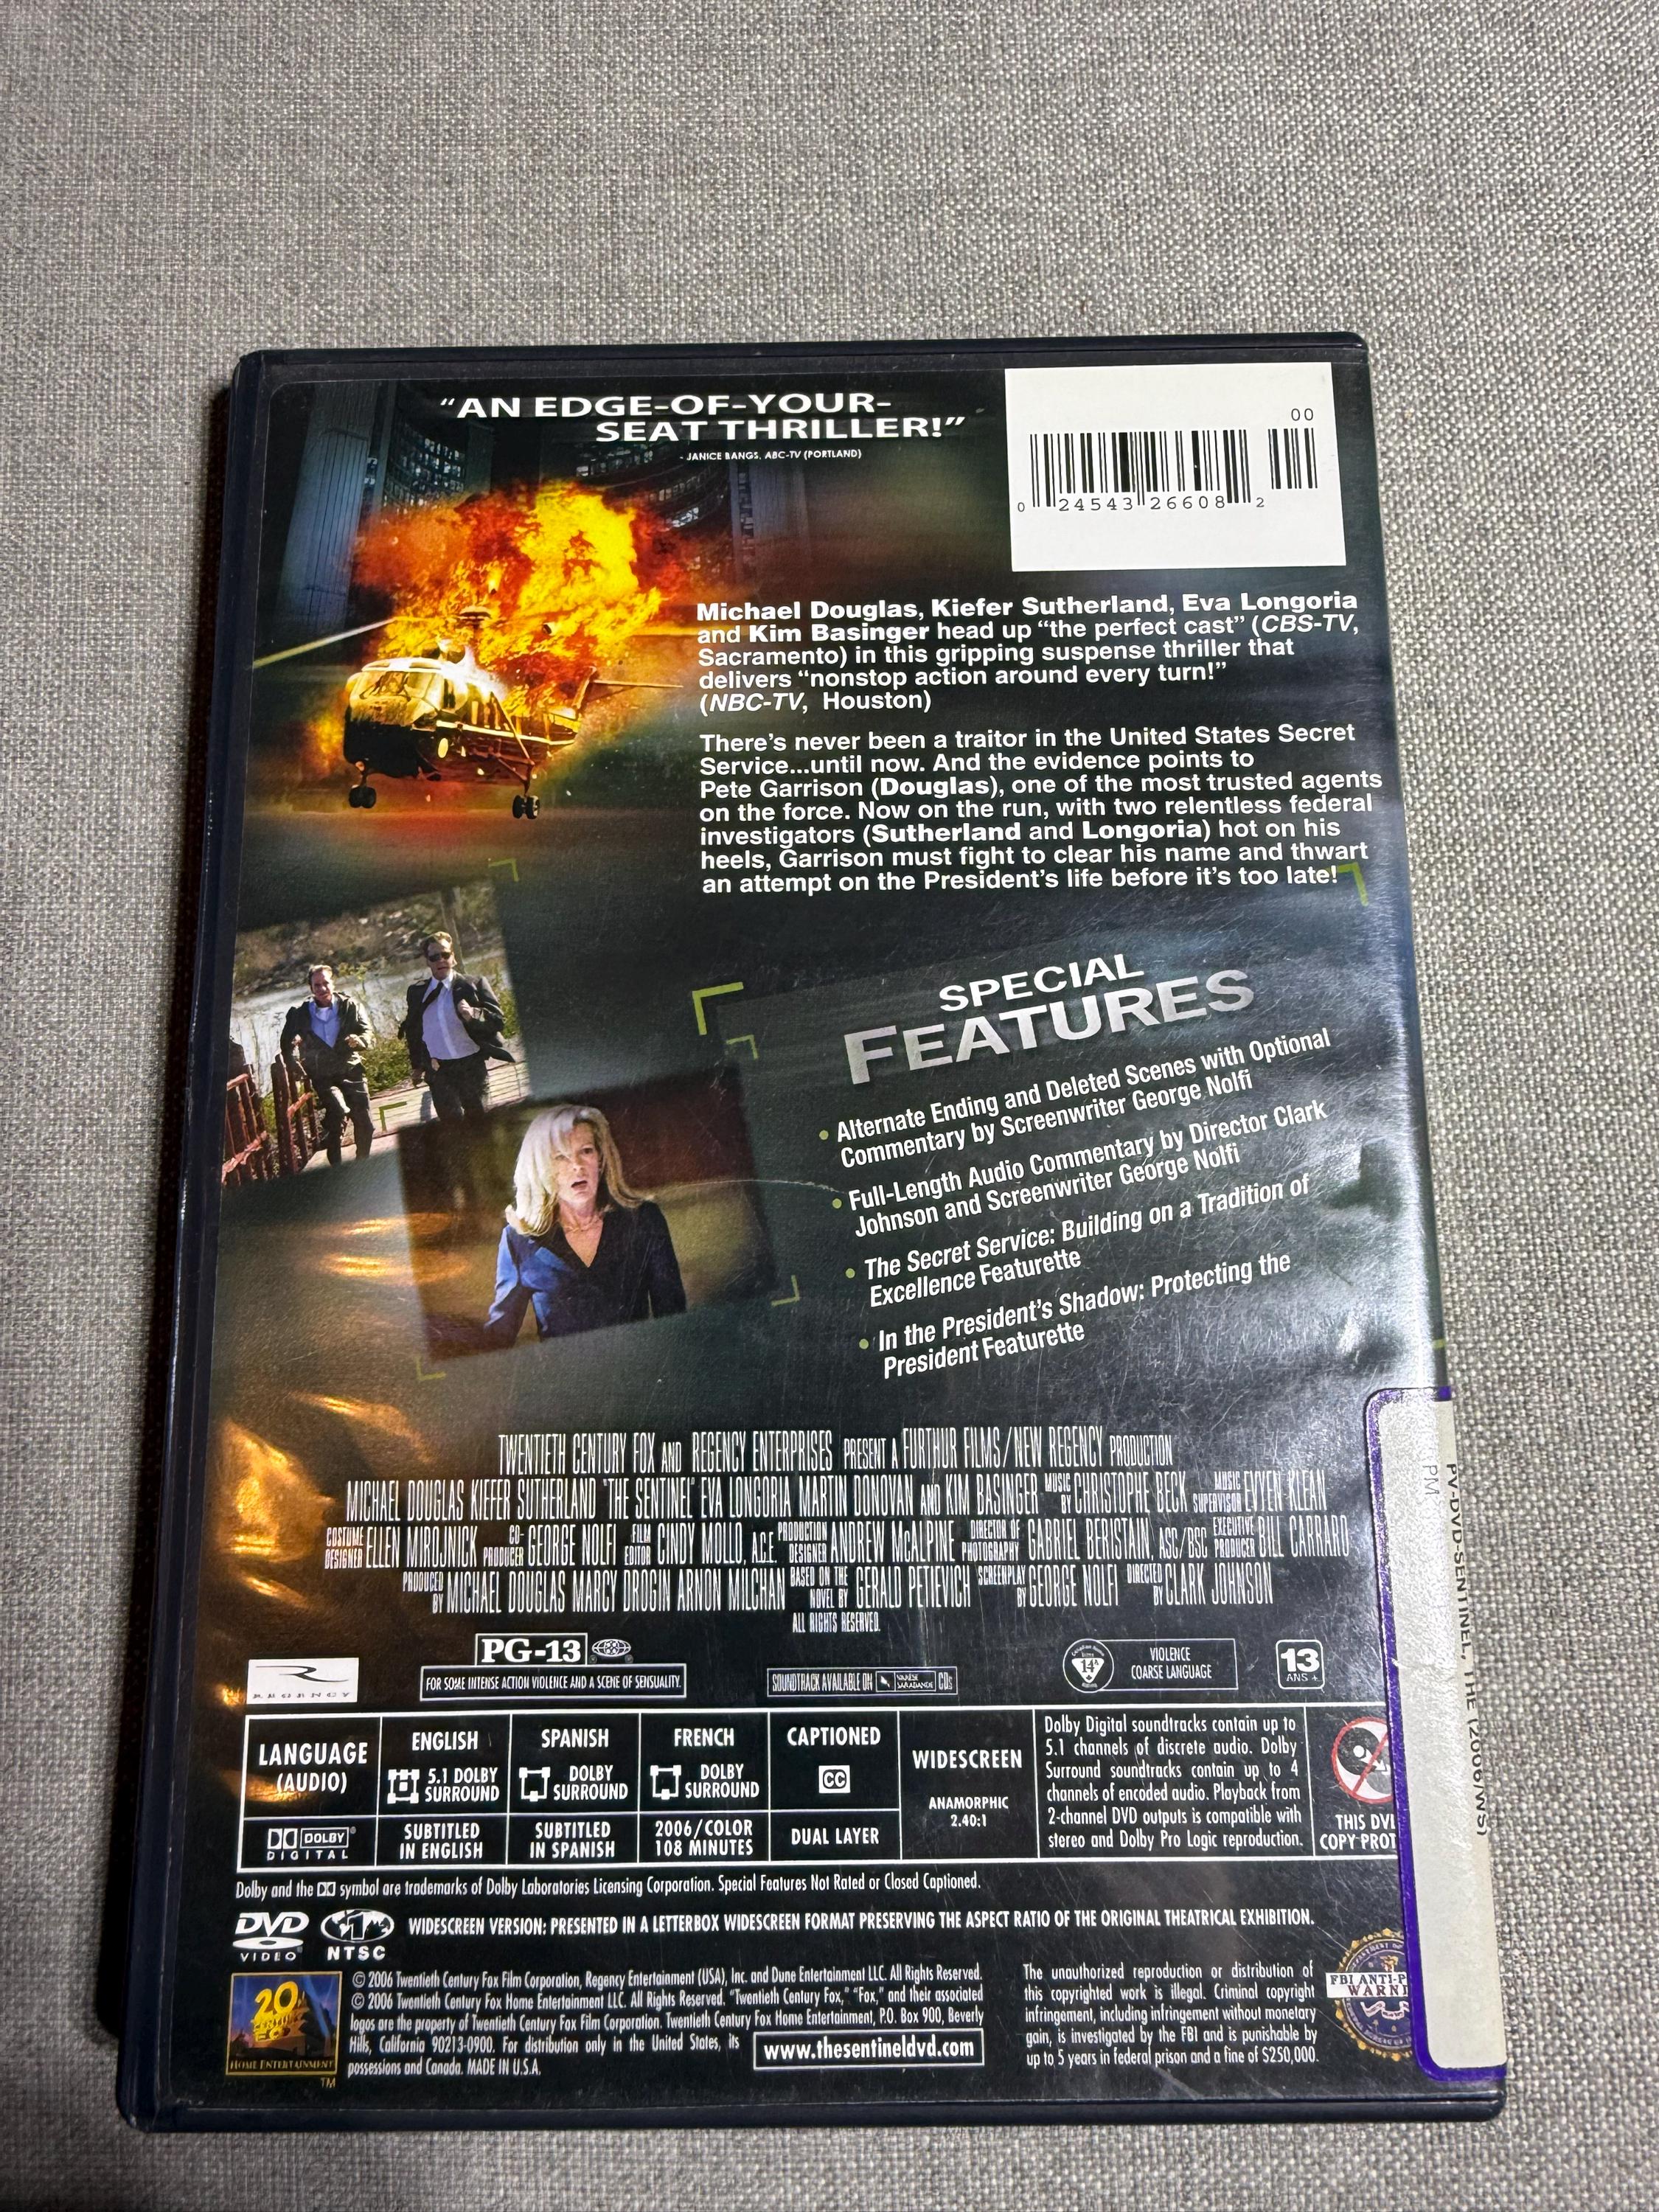 “AN EDGE-OF-YOUR-
SEAT THRILLER!”
- JANICE BANGS, ABC-TV (PORTLAND)
00
0 24543 26608 2
Michael Douglas, Kiefer Sutherland, Eva Longoria
and Kim Basinger head up “the perfect cast” (CBS-TV,
Sacramento) in this gripping suspense thriller that
delivers “nonstop action around every turn!”
(NBC-TV, Houston)
There’s never been a traitor in the United States Secret
Service...until now. And the evidence points to
Pete Garrison (Douglas), one of the most trusted agents
on the force. Now on the run, with two relentless federal
investigators (Sutherland and Longoria) hot on his
heels, Garrison must fight to clear his name and thwart
an attempt on the President’s life before it’s too late!
SPECIAL
FEATURES
• Alternate Ending and Deleted Scenes with Optional
Commentary by Screenwriter George Nolfi
• Full-Length Audio Commentary by Director Clark
Johnson and Screenwriter George Nolfi
• The Secret Service: Building on a Tradition of
Excellence Featurette
• In the President’s Shadow: Protecting the
President Featurette
TWENTIETH CENTURY FOX AND REGENCY ENTERPRISES PRESENT A FURTHUR FILMS/NEW REGENCY PRODUCTION
MICHAEL DOUGLAS KIEFER SUTHERLAND "THE SENTINEL" EVA LONGORIA MARTIN DONOVAN AND KIM BASINGER MUSIC BY CHRISTOPHE BECK MUSIC SUPERVISOR EVYEN KLEAN
COSTUME DESIGNER ELLEN MIROJNICK CO-PRODUCER GEORGE NOLFI FILM EDITOR CINDY MOLLO, A.C.E. PRODUCTION DESIGNER ANDREW McALPINE DIRECTOR OF PHOTOGRAPHY GABRIEL BERISTAIN, ASC/BSC EXECUTIVE PRODUCER BILL CARRARO
PRODUCED BY MICHAEL DOUGLAS MARCY DROGIN ARNON MILCHAN BASED ON THE NOVEL BY GERALD PETIEVICH SCREENPLAY BY GEORGE NOLFI DIRECTED BY CLARK JOHNSON
ALL RIGHTS RESERVED.
REGENCY
PG-13
FOR SOME INTENSE ACTION VIOLENCE AND A SCENE OF SENSUALITY.
SOUNDTRACK AVAILABLE ON VARÈSE SARABANDE CDs
14A
VIOLENCE
COARSE LANGUAGE
13
ANS +
LANGUAGE
(AUDIO)
ENGLISH
5.1 DOLBY
SURROUND
SPANISH
DOLBY
SURROUND
FRENCH
DOLBY
SURROUND
CAPTIONED
CC
WIDESCREEN
ANAMORPHIC
2.40:1
DOLBY
DIGITAL
SUBTITLED
IN ENGLISH
SUBTITLED
IN SPANISH
2006/COLOR
108 MINUTES
DUAL LAYER
Dolby Digital soundtracks contain up to
5.1 channels of discrete audio. Dolby
Surround soundtracks contain up to 4
channels of encoded audio. Playback from
2-channel DVD outputs is compatible with
stereo and Dolby Pro Logic reproduction.
THIS DV
COPY PROT
Dolby and the symbol are trademarks of Dolby Laboratories Licensing Corporation. Special Features Not Rated or Closed Captioned.
DVD
VIDEO
1
NTSC
WIDESCREEN VERSION: PRESENTED IN A LETTERBOX WIDESCREEN FORMAT PRESERVING THE ASPECT RATIO OF THE ORIGINAL THEATRICAL EXHIBITION.
20
CENTURY
FOX
HOME ENTERTAINMENT
TM
© 2006 Twentieth Century Fox Film Corporation, Regency Entertainment (USA), Inc. and Dune Entertainment LLC. All Rights Reserved.
© 2006 Twentieth Century Fox Home Entertainment LLC. All Rights Reserved. “Twentieth Century Fox,” “Fox,” and their associated
logos are the property of Twentieth Century Fox Film Corporation. Twentieth Century Fox Home Entertainment, P.O. Box 900, Beverly
Hills, California 90213-0900. For distribution only in the United States, its
possessions and Canada. MADE IN U.S.A.
www.thesentineldvd.com
The unauthorized reproduction or distribution of
this copyrighted work is illegal. Criminal copyright
infringement, including infringement without monetary
gain, is investigated by the FBI and is punishable by
up to 5 years in federal prison and a fine of $250,000.
FBI ANTI-P
WARNI
PV-DVD-SENTINEL, THE (2006/WS)
PM